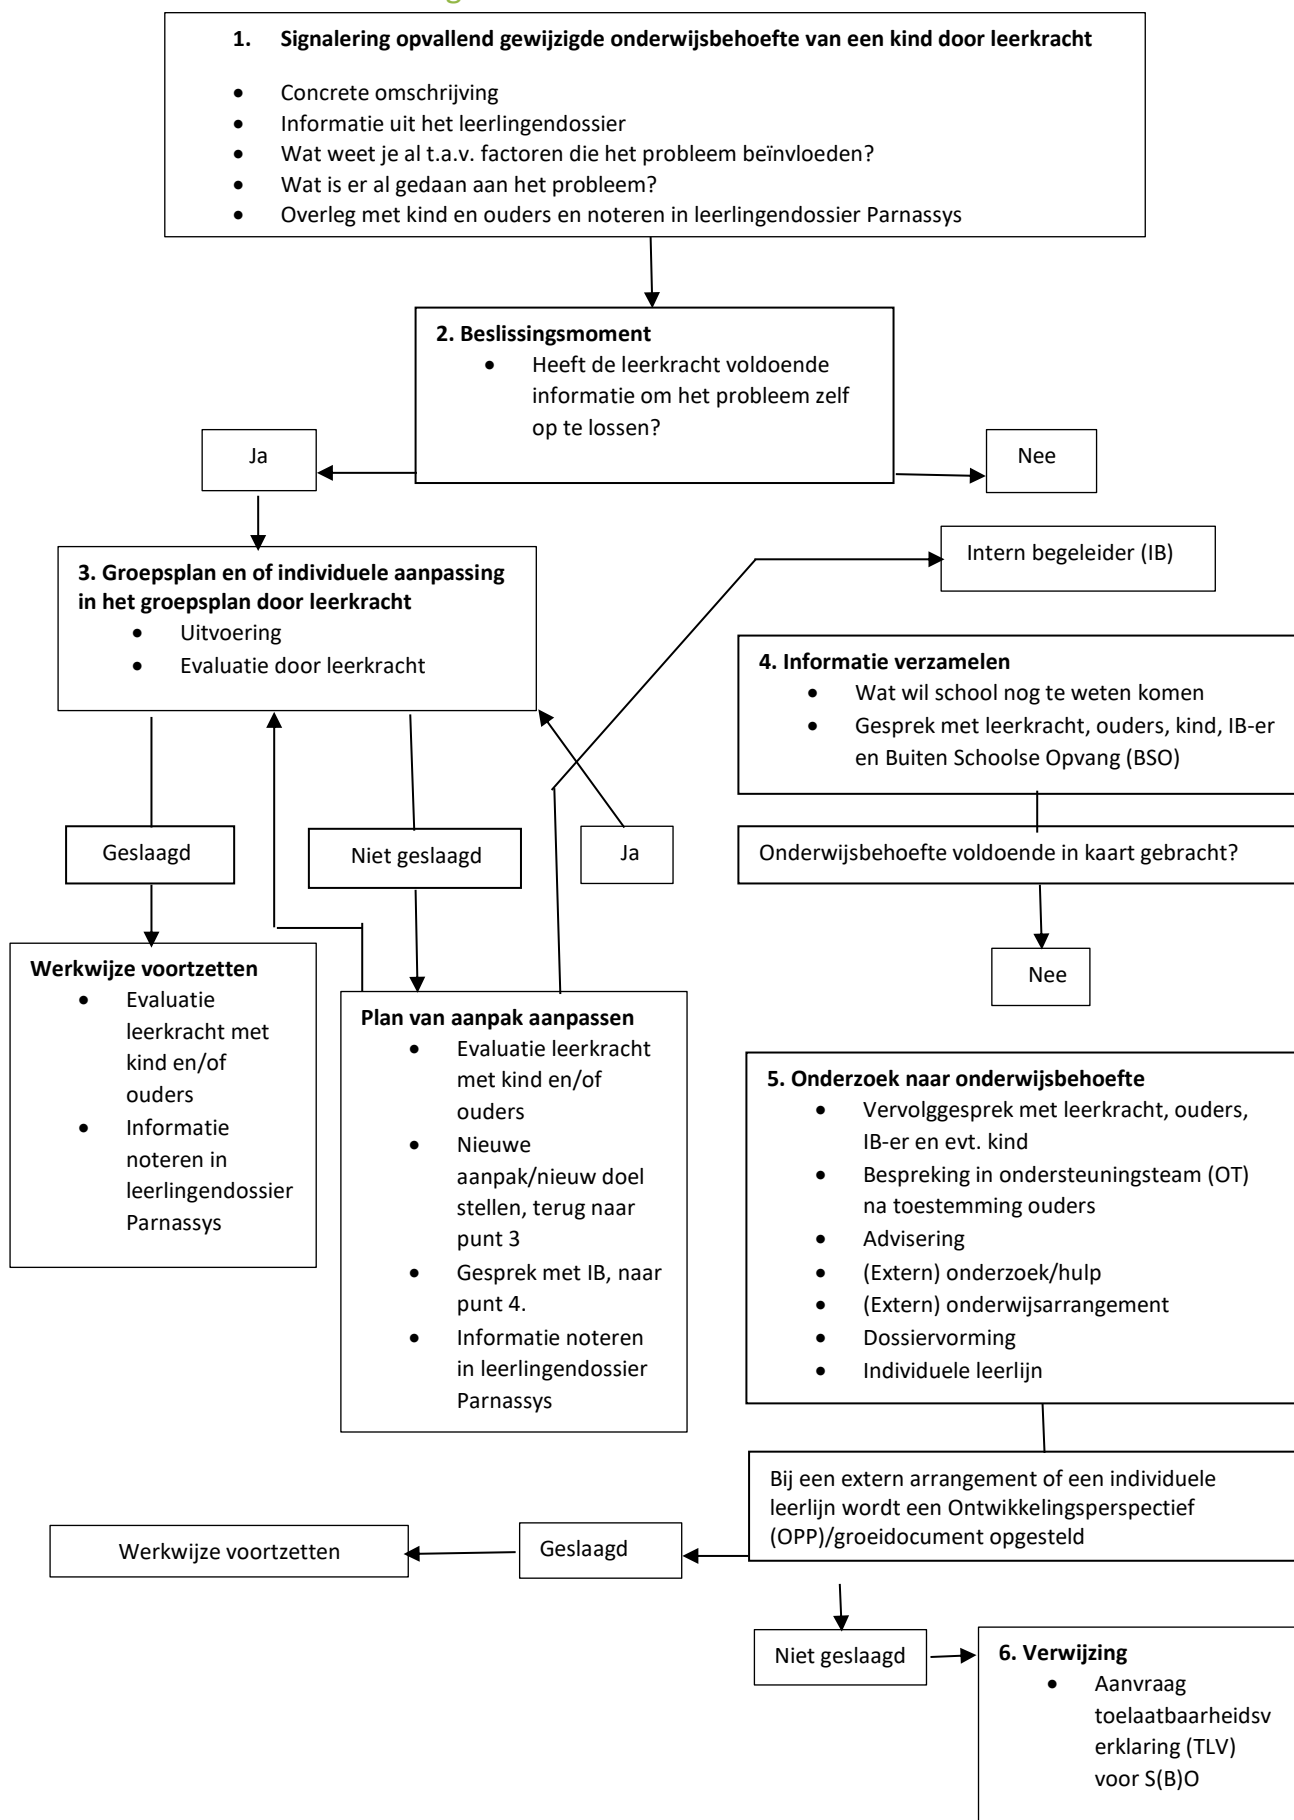 1. Signalering opvallend gewijzigde onderwijsbehoefte van een kind door leerkracht
• Concrete omschrijving
• Informatie uit het leerlingendossier
• Wat weet je al t.a.v. factoren die het probleem beïnvloeden?
• Wat is er al gedaan aan het probleem?
• Overleg met kind en ouders en noteren in leerlingendossier Parnassys
2. Beslissingsmoment
• Heeft de leerkracht voldoende
informatie om het probleem zelf
op te lossen?
Ja
Nee
Intern begeleider (IB)
3. Groepsplan en of individuele aanpassing
in het groepsplan door leerkracht
• Uitvoering
• Evaluatie door leerkracht
4. Informatie verzamelen
• Wat wil school nog te weten komen
• Gesprek met leerkracht, ouders, kind, IB-er
en Buiten Schoolse Opvang (BSO)
Geslaagd
Niet geslaagd
Ja
Onderwijsbehoefte voldoende in kaart gebracht?
Nee
Werkwijze voortzetten
• Evaluatie
leerkracht met
kind en/of
ouders
• Informatie
noteren in
leerlingendossier
Parnassys
Plan van aanpak aanpassen
• Evaluatie leerkracht
met kind en/of
ouders
• Nieuwe
aanpak/nieuw doel
stellen, terug naar
punt 3
• Gesprek met IB, naar
punt 4.
• Informatie noteren
in leerlingendossier
Parnassys
5. Onderzoek naar onderwijsbehoefte
• Vervolggesprek met leerkracht, ouders,
IB-er en evt. kind
• Bespreking in ondersteuningsteam (OT)
na toestemming ouders
• Advisering
• (Extern) onderzoek/hulp
• (Extern) onderwijsarrangement
• Dossiervorming
• Individuele leerlijn
Bij een extern arrangement of een individuele
leerlijn wordt een Ontwikkelingsperspectief
(OPP)/groeidocument opgesteld
Werkwijze voortzetten
Geslaagd
Niet geslaagd
6. Verwijzing
• Aanvraag
toelaatbaarheidsv
erklaring (TLV)
voor S(B)O